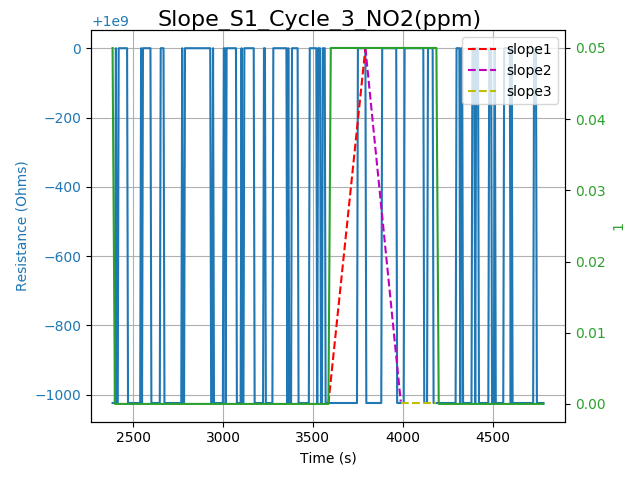 Slope_S1_Cycle_3_NO2(ppm)
+1e9
0
−200
−400
−600
−800
−1000
Resistance (Ohms)
slope1
slope2
slope3
0.05
0.04
0.03
0.02
0.01
0.00
1
2500
3000
3500
4000
4500
Time (s)